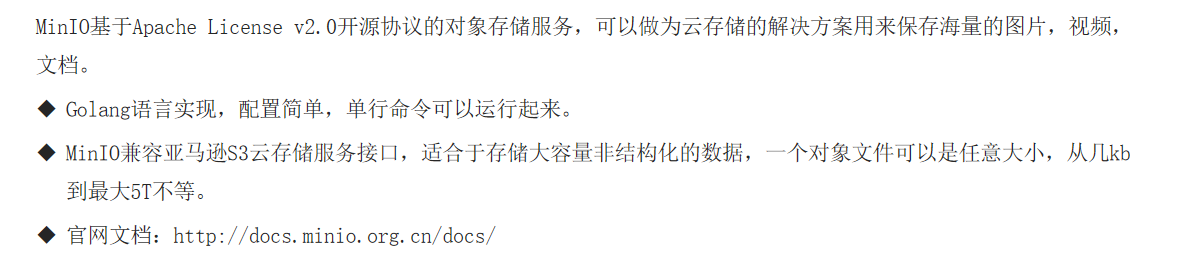 MinIO基于Apache License v2.0开源协议的对象存储服务，可以做为云存储的解决方案用来保存海量的图片，视频，
文档。
◆ Golang语言实现，配置简单，单行命令可以运行起来。
◆ MinIO兼容亚马逊S3云存储服务接口，适合于存储大容量非结构化的数据，一个对象文件可以是任意大小，从几kb
到最大5T不等。
◆ 官网文档：http://docs.minio.org.cn/docs/